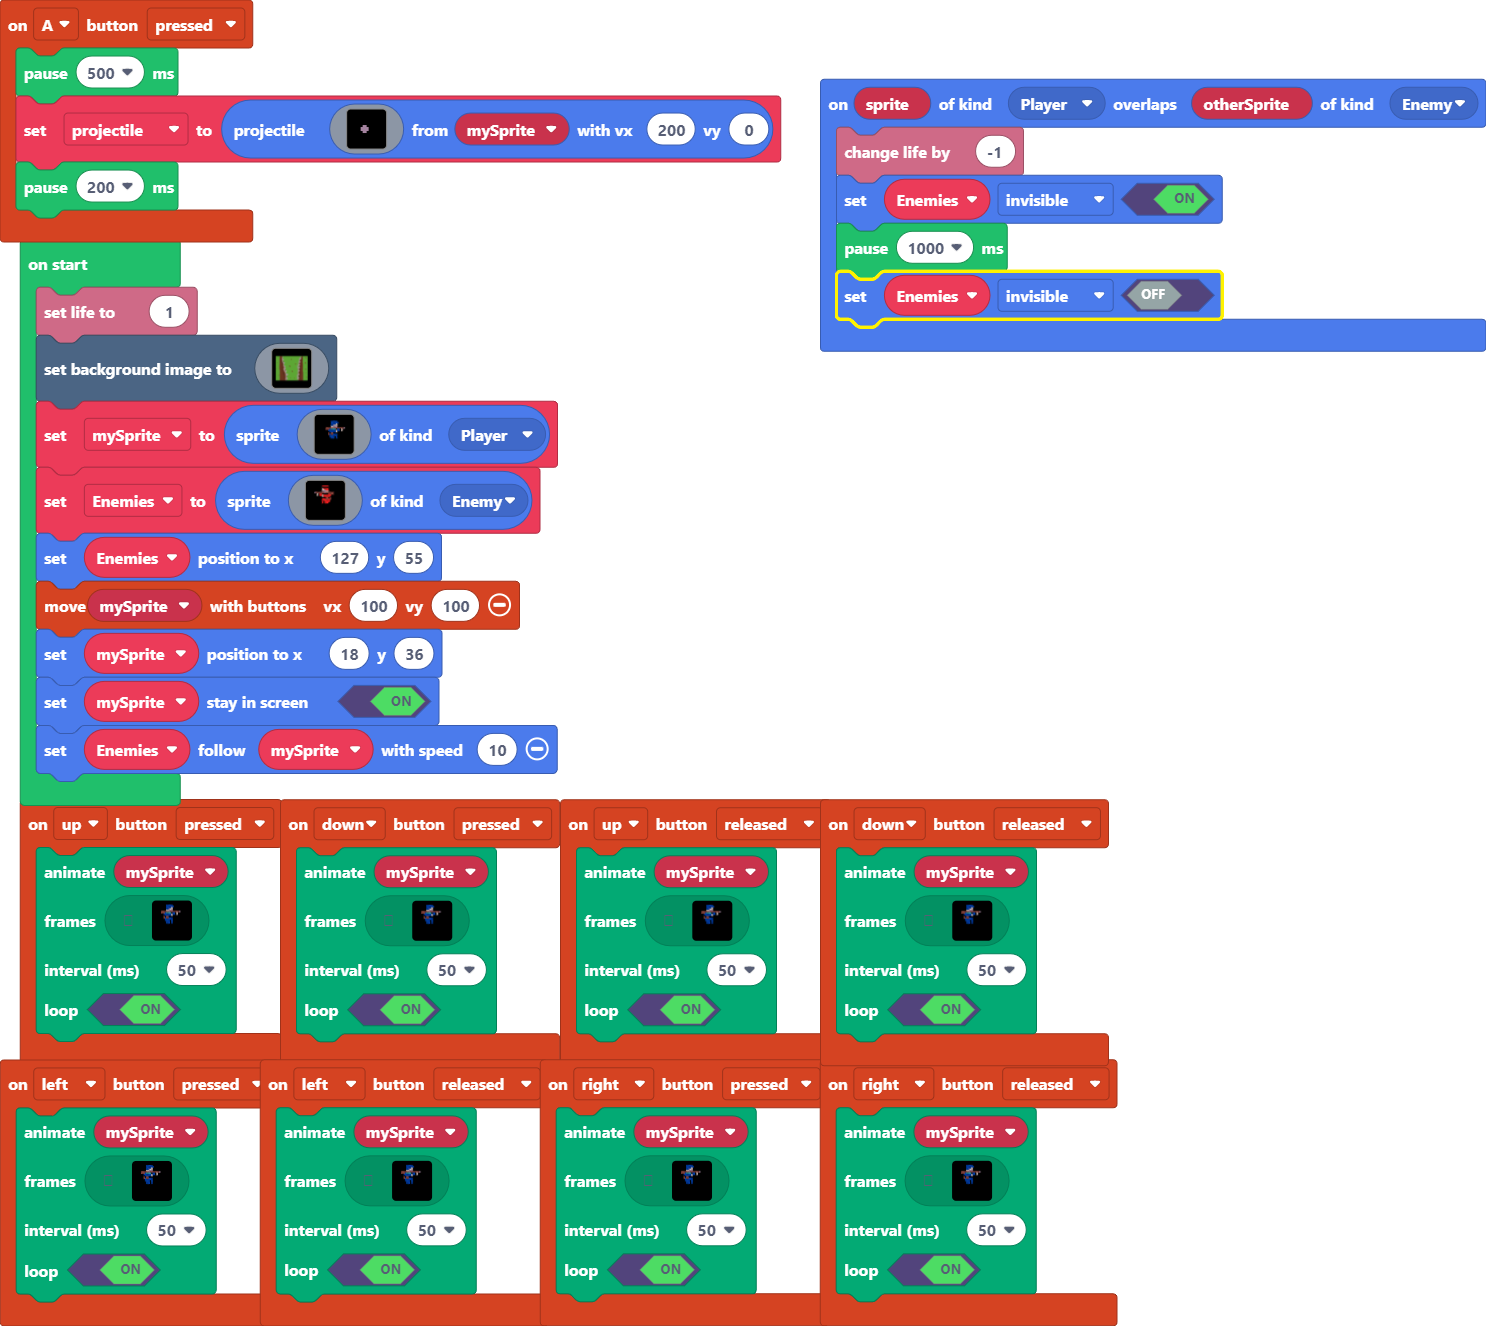 on A button pressed
pause 500 ms
set projectile to projectile from mySprite with vx 200 vy 0
pause 200 ms
on sprite of kind Player overlaps otherSprite of kind Enemy
change life by -1
set Enemies invisible ON
pause 1000 ms
set Enemies invisible OFF
on start
set life to 1
set background image to
set mySprite to sprite of kind Player
set Enemies to sprite of kind Enemy
set Enemies position to x 127 y 55
move mySprite with buttons vx 100 vy 100
set mySprite position to x 18 y 36
set mySprite stay in screen ON
set Enemies follow mySprite with speed 10
on up button pressed
animate mySprite
frames
interval (ms) 50
loop ON
on down button pressed
animate mySprite
frames
interval (ms) 50
loop ON
on up button released
animate mySprite
frames
interval (ms) 50
loop ON
on down button released
animate mySprite
frames
interval (ms) 50
loop ON
on left button pressed
animate mySprite
frames
interval (ms) 50
loop ON
on left button released
animate mySprite
frames
interval (ms) 50
loop ON
on right button pressed
animate mySprite
frames
interval (ms) 50
loop ON
on right button released
animate mySprite
frames
interval (ms) 50
loop ON